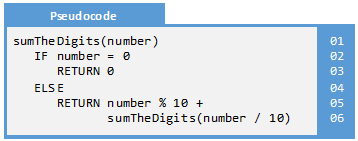 Pseudocode
sumTheDigits(number) 01
IF number = 0 02
RETURN 0 03
ELSE 04
RETURN number % 10 + 05
sumTheDigits(number / 10) 06